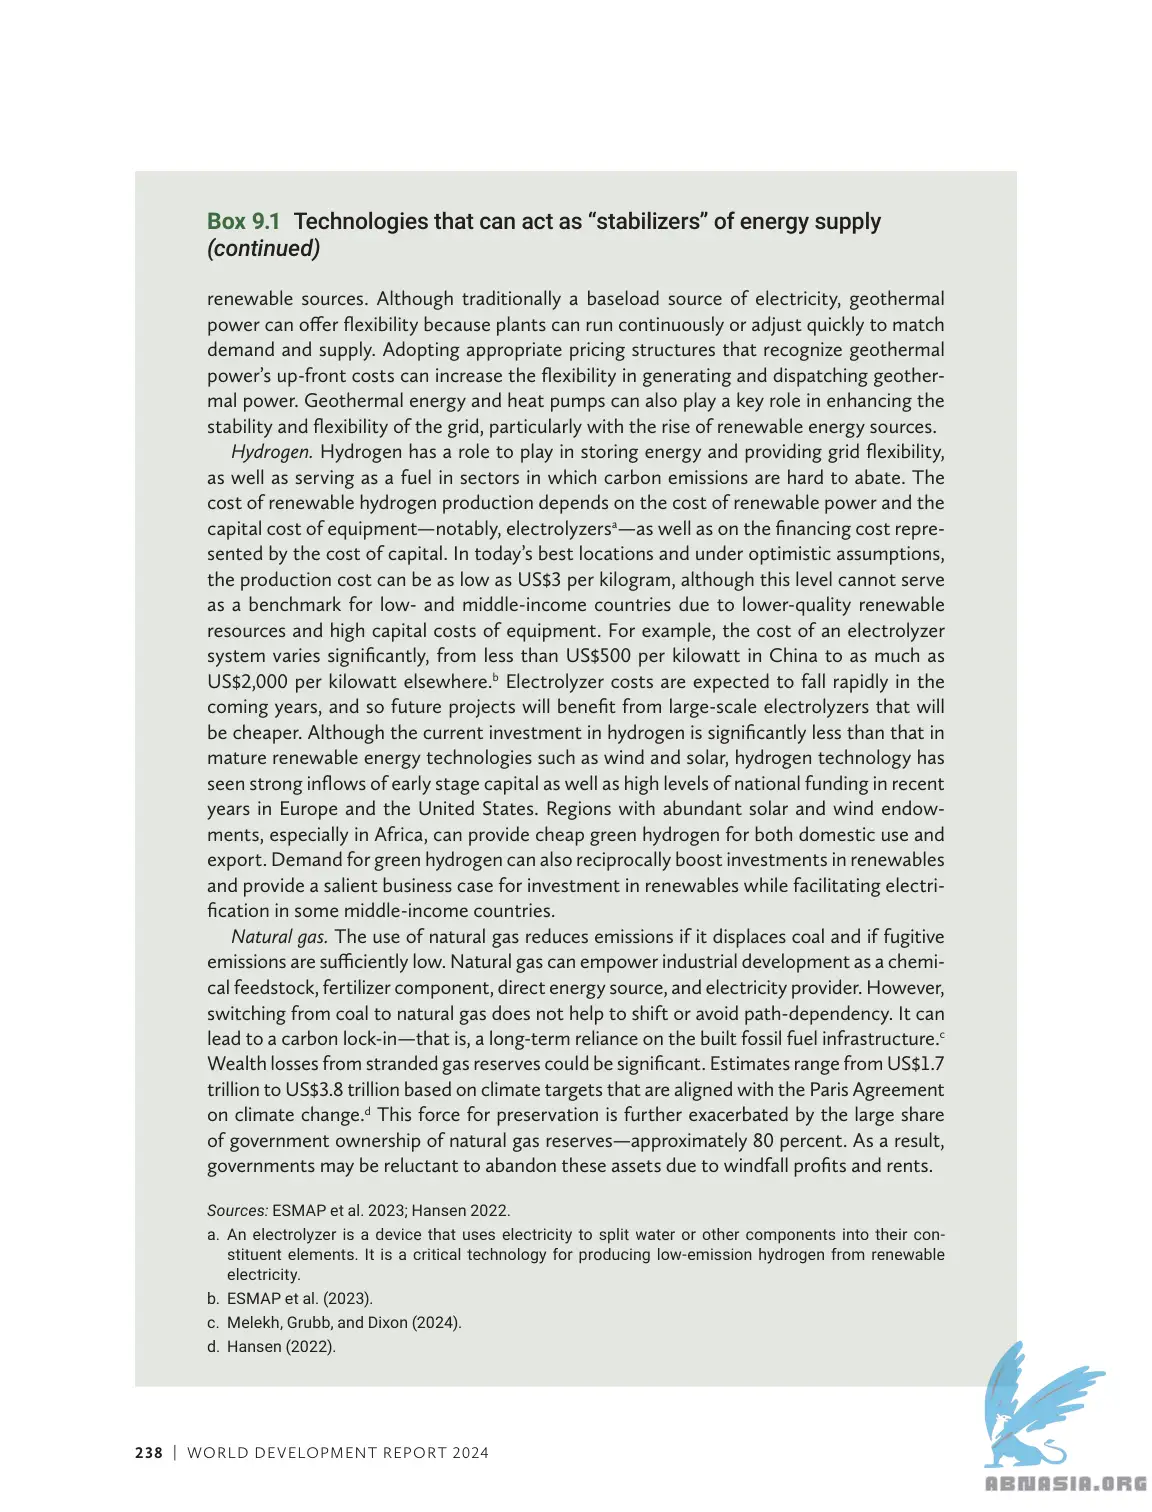 Box 9.1 Technologies that can act as “stabilizers” of energy supply
(continued)
renewable sources. Although traditionally a baseload source of electricity, geothermal
power can offer flexibility because plants can run continuously or adjust quickly to match
demand and supply. Adopting appropriate pricing structures that recognize geothermal
power’s up-front costs can increase the flexibility in generating and dispatching geother-
mal power. Geothermal energy and heat pumps can also play a key role in enhancing the
stability and flexibility of the grid, particularly with the rise of renewable energy sources.
Hydrogen. Hydrogen has a role to play in storing energy and providing grid flexibility,
as well as serving as a fuel in sectors in which carbon emissions are hard to abate. The
cost of renewable hydrogen production depends on the cost of renewable power and the
capital cost of equipment—notably, electrolyzersᵃ—as well as on the financing cost repre-
sented by the cost of capital. In today’s best locations and under optimistic assumptions,
the production cost can be as low as US$3 per kilogram, although this level cannot serve
as a benchmark for low- and middle-income countries due to lower-quality renewable
resources and high capital costs of equipment. For example, the cost of an electrolyzer
system varies significantly, from less than US$500 per kilowatt in China to as much as
US$2,000 per kilowatt elsewhere.ᵇ Electrolyzer costs are expected to fall rapidly in the
coming years, and so future projects will benefit from large-scale electrolyzers that will
be cheaper. Although the current investment in hydrogen is significantly less than that in
mature renewable energy technologies such as wind and solar, hydrogen technology has
seen strong inflows of early stage capital as well as high levels of national funding in recent
years in Europe and the United States. Regions with abundant solar and wind endow-
ments, especially in Africa, can provide cheap green hydrogen for both domestic use and
export. Demand for green hydrogen can also reciprocally boost investments in renewables
and provide a salient business case for investment in renewables while facilitating electri-
fication in some middle-income countries.
Natural gas. The use of natural gas reduces emissions if it displaces coal and if fugitive
emissions are sufficiently low. Natural gas can empower industrial development as a chemi-
cal feedstock, fertilizer component, direct energy source, and electricity provider. However,
switching from coal to natural gas does not help to shift or avoid path-dependency. It can
lead to a carbon lock-in—that is, a long-term reliance on the built fossil fuel infrastructure.ᶜ
Wealth losses from stranded gas reserves could be significant. Estimates range from US$1.7
trillion to US$3.8 trillion based on climate targets that are aligned with the Paris Agreement
on climate change.ᵈ This force for preservation is further exacerbated by the large share
of government ownership of natural gas reserves—approximately 80 percent. As a result,
governments may be reluctant to abandon these assets due to windfall profits and rents.
Sources: ESMAP et al. 2023; Hansen 2022.
a. An electrolyzer is a device that uses electricity to split water or other components into their con-
stituent elements. It is a critical technology for producing low-emission hydrogen from renewable
electricity.
b. ESMAP et al. (2023).
c. Melekh, Grubb, and Dixon (2024).
d. Hansen (2022).
238 | WORLD DEVELOPMENT REPORT 2024
ABNASIA.ORG